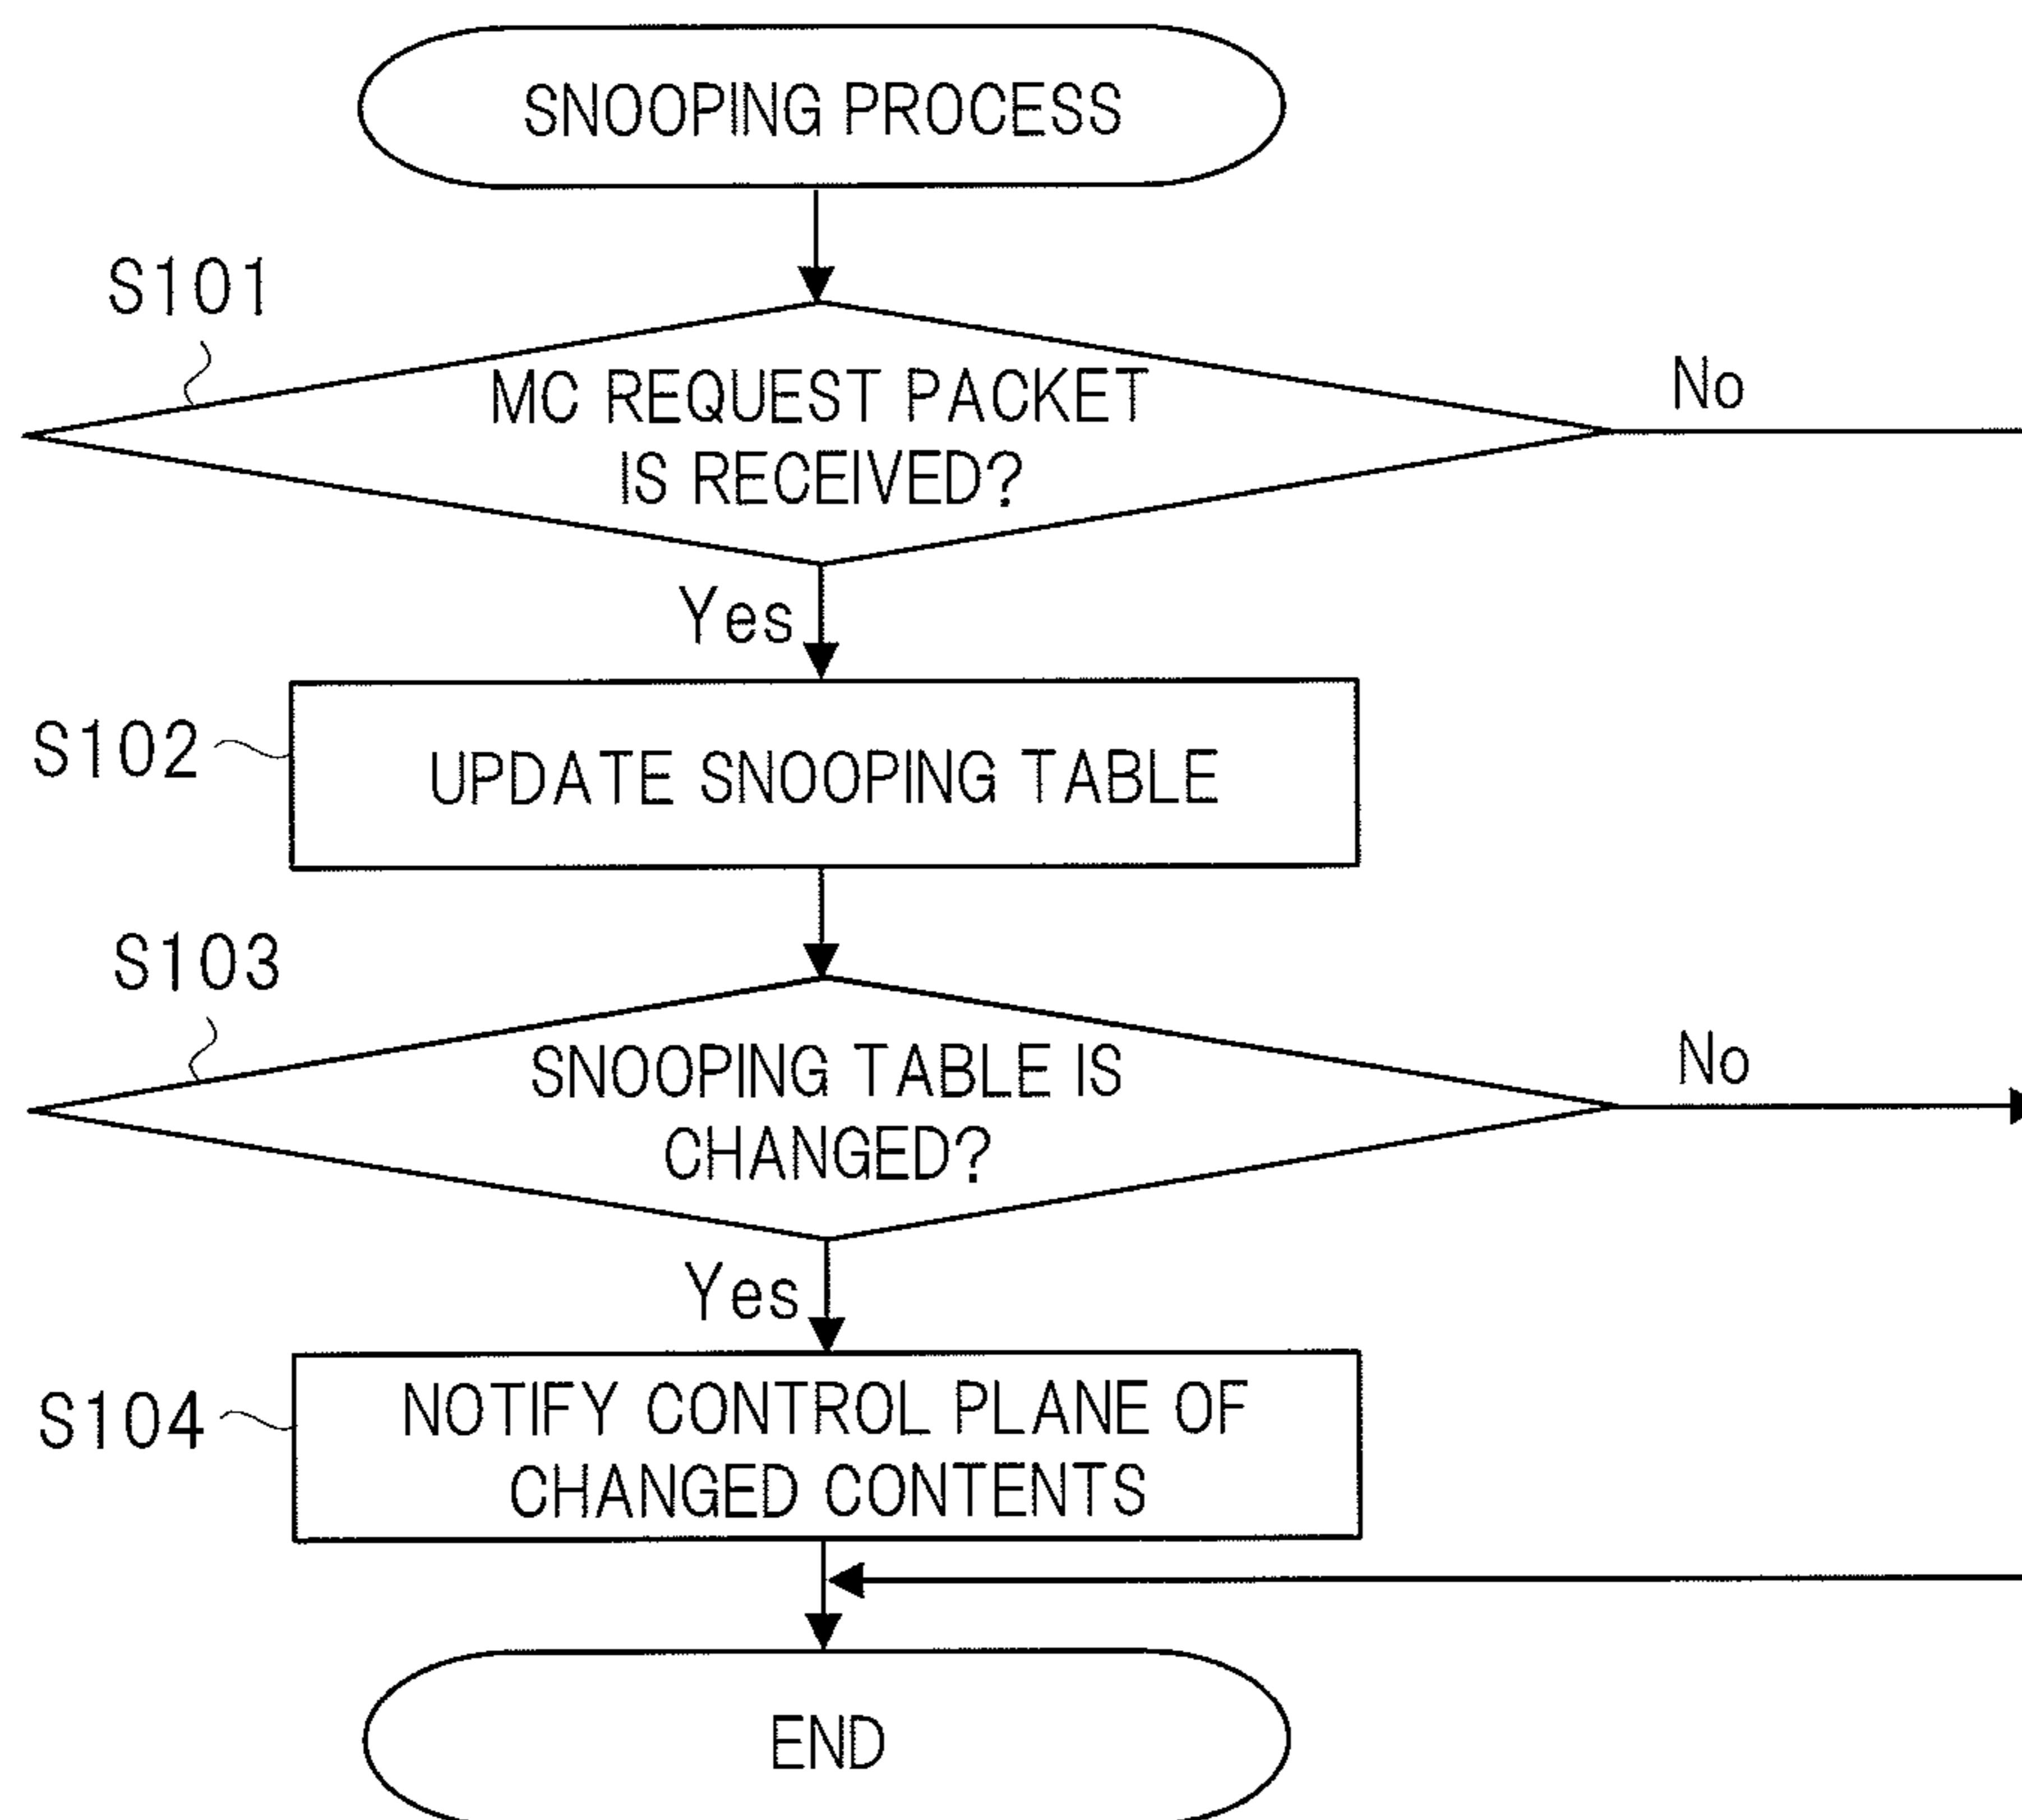 SNOOPING PROCESS
S101
MC REQUEST PACKET
IS RECEIVED?
No
Yes
S102
UPDATE SNOOPING TABLE
S103
SNOOPING TABLE IS
CHANGED?
No
Yes
S104
NOTIFY CONTROL PLANE OF
CHANGED CONTENTS
END